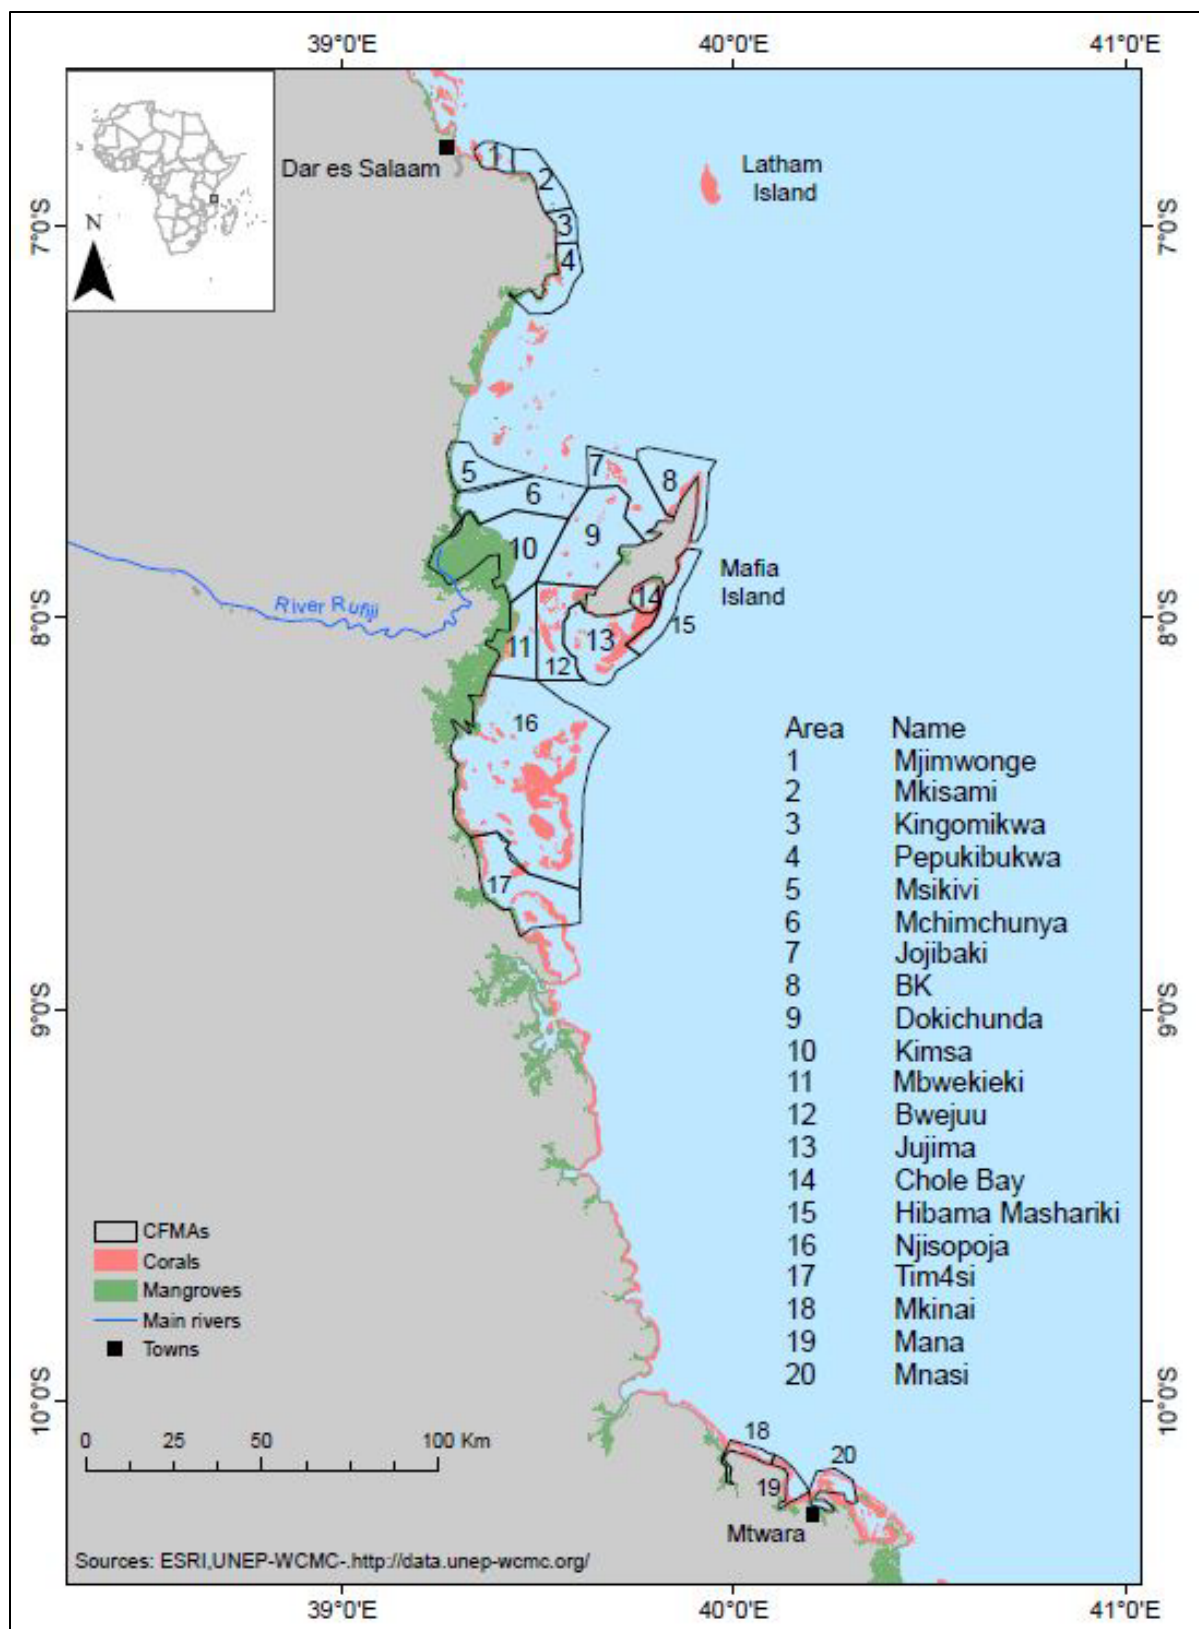 39°0'E 40°0'E 41°0'E
N
Dar es Salaam
Latham
Island
7°0'S 7°0'S
1
2
3
4
5
6
7
8
9
10
Mafia
Island
River Rufiji
8°0'S 8°0'S
11
12
13
14
15
16
17
Area Name
1 Mjimwonge
2 Mkisami
3 Kingomikwa
4 Pepukibukwa
5 Msikivi
6 Mchimchunya
7 Jojibaki
8 BK
9 Dokichunda
10 Kimsa
11 Mbwekieki
12 Bwejuu
13 Jujima
14 Chole Bay
15 Hibama Mashariki
16 Njisopoja
17 Tim4si
18 Mkinai
19 Mana
20 Mnasi
9°0'S 9°0'S
CFMAs
Corals
Mangroves
Main rivers
Towns
10°0'S 10°0'S
0 25 50 100 Km
18
19
20
Mtwara
Sources: ESRI,UNEP-WCMC-.http://data.unep-wcmc.org/
39°0'E 40°0'E 41°0'E